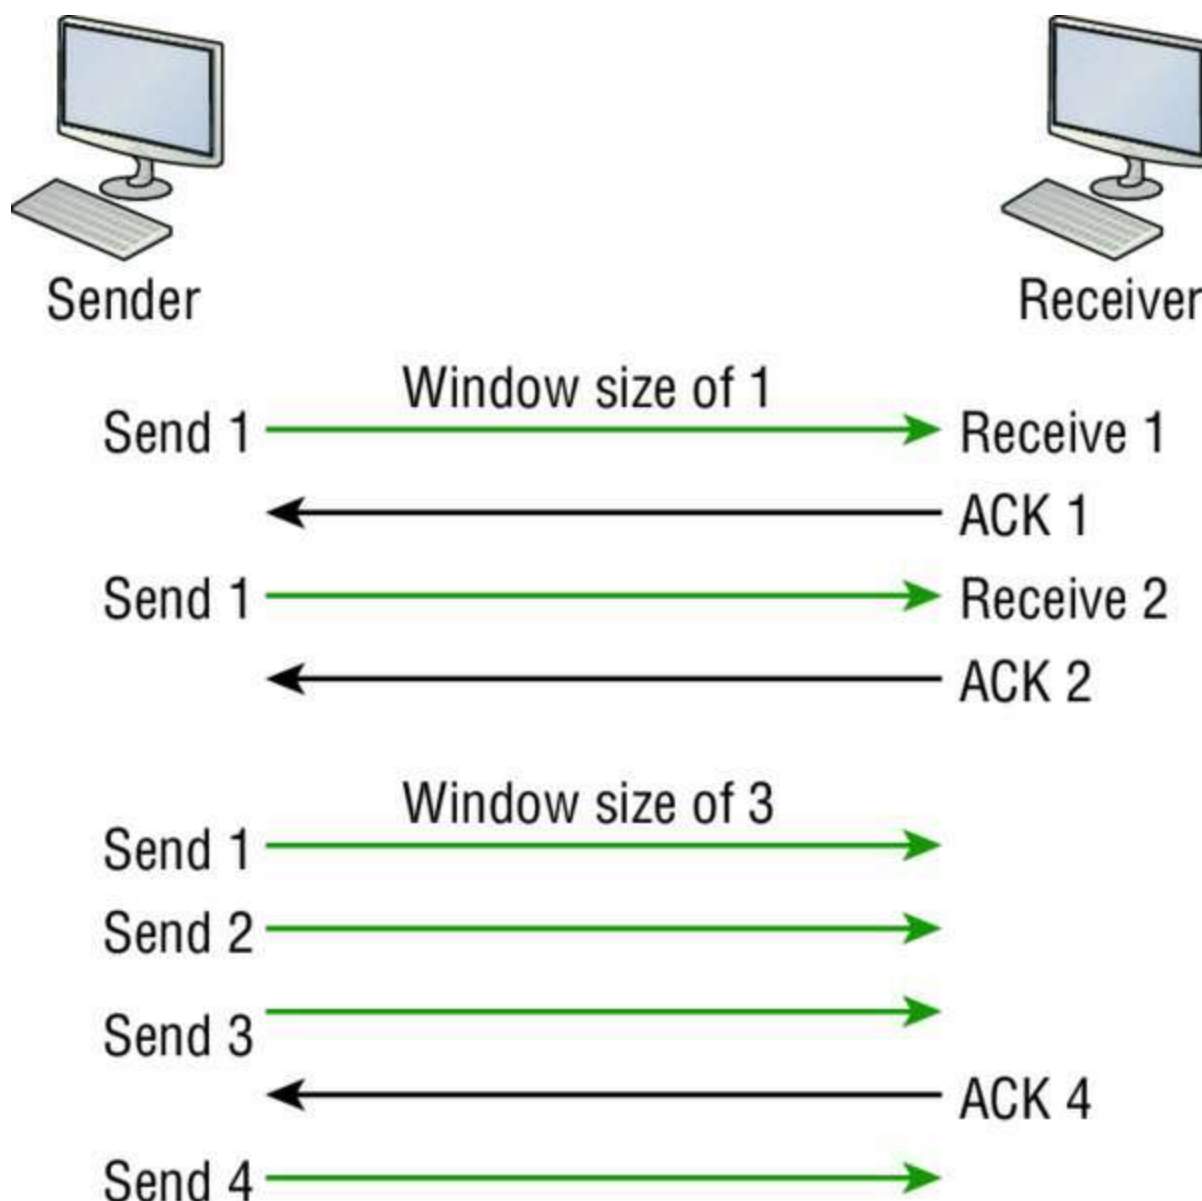 Sender
Receiver
Window size of 1
Send 1
Receive 1
ACK 1
Send 1
Receive 2
ACK 2
Window size of 3
Send 1
Send 2
Send 3
ACK 4
Send 4